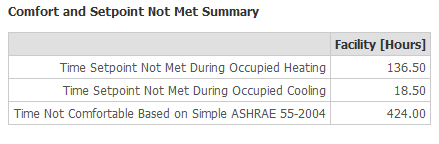 Comfort and Setpoint Not Met Summary
Facility [Hours]
Time Setpoint Not Met During Occupied Heating 136.50
Time Setpoint Not Met During Occupied Cooling 18.50
Time Not Comfortable Based on Simple ASHRAE 55-2004 424.00